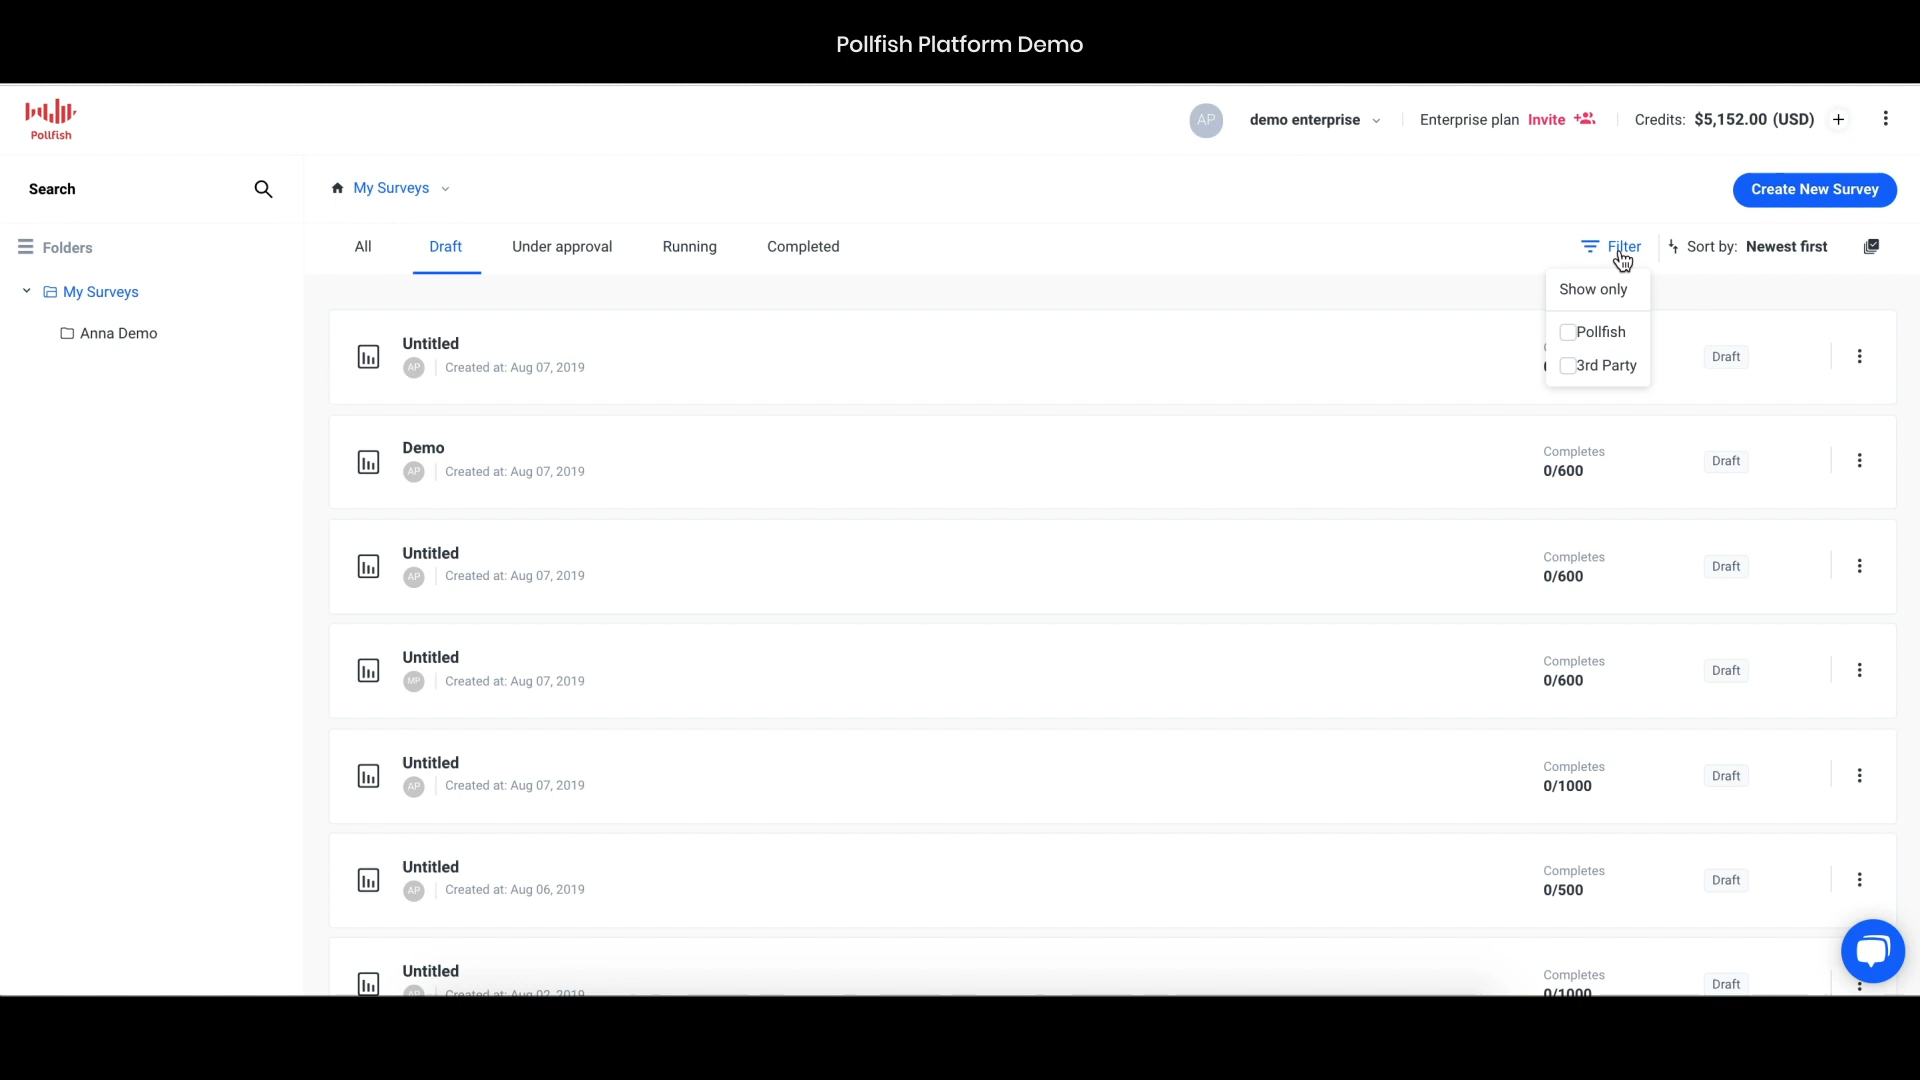 Pollfish Platform Demo
Pollfish
AP
demo enterprise
Enterprise plan Invite
Credits: $5,152.00 (USD)
Search
My Surveys
Create New Survey
Folders
All
Draft
Under approval
Running
Completed
Filter
Sort by: Newest first
My Surveys
Anna Demo
Show only
Pollfish
3rd Party
Untitled
AP
Created at: Aug 07, 2019
Draft
Demo
AP
Created at: Aug 07, 2019
Completes
0/600
Draft
Untitled
AP
Created at: Aug 07, 2019
Completes
0/600
Draft
Untitled
MP
Created at: Aug 07, 2019
Completes
0/600
Draft
Untitled
AP
Created at: Aug 07, 2019
Completes
0/1000
Draft
Untitled
AP
Created at: Aug 06, 2019
Completes
0/500
Draft
Untitled
AP
Created at: Aug 02, 2019
Completes
0/1000
Draft